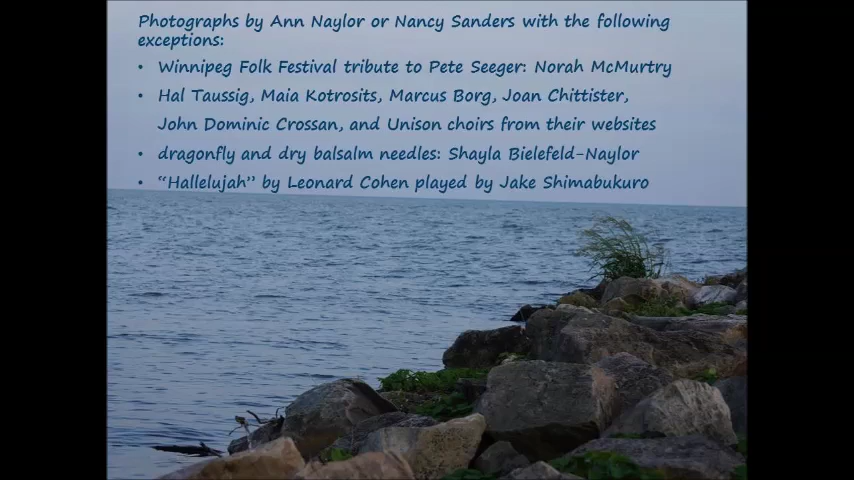 Photographs by Ann Naylor or Nancy Sanders with the following
exceptions:
• Winnipeg Folk Festival tribute to Pete Seeger: Norah McMurtry
• Hal Taussig, Maia Kotrosits, Marcus Borg, Joan Chittister,
John Dominic Crossan, and Unison choirs from their websites
• dragonfly and dry balsalm needles: Shayla Bielefeld-Naylor
• “Hallelujah” by Leonard Cohen played by Jake Shimabukuro